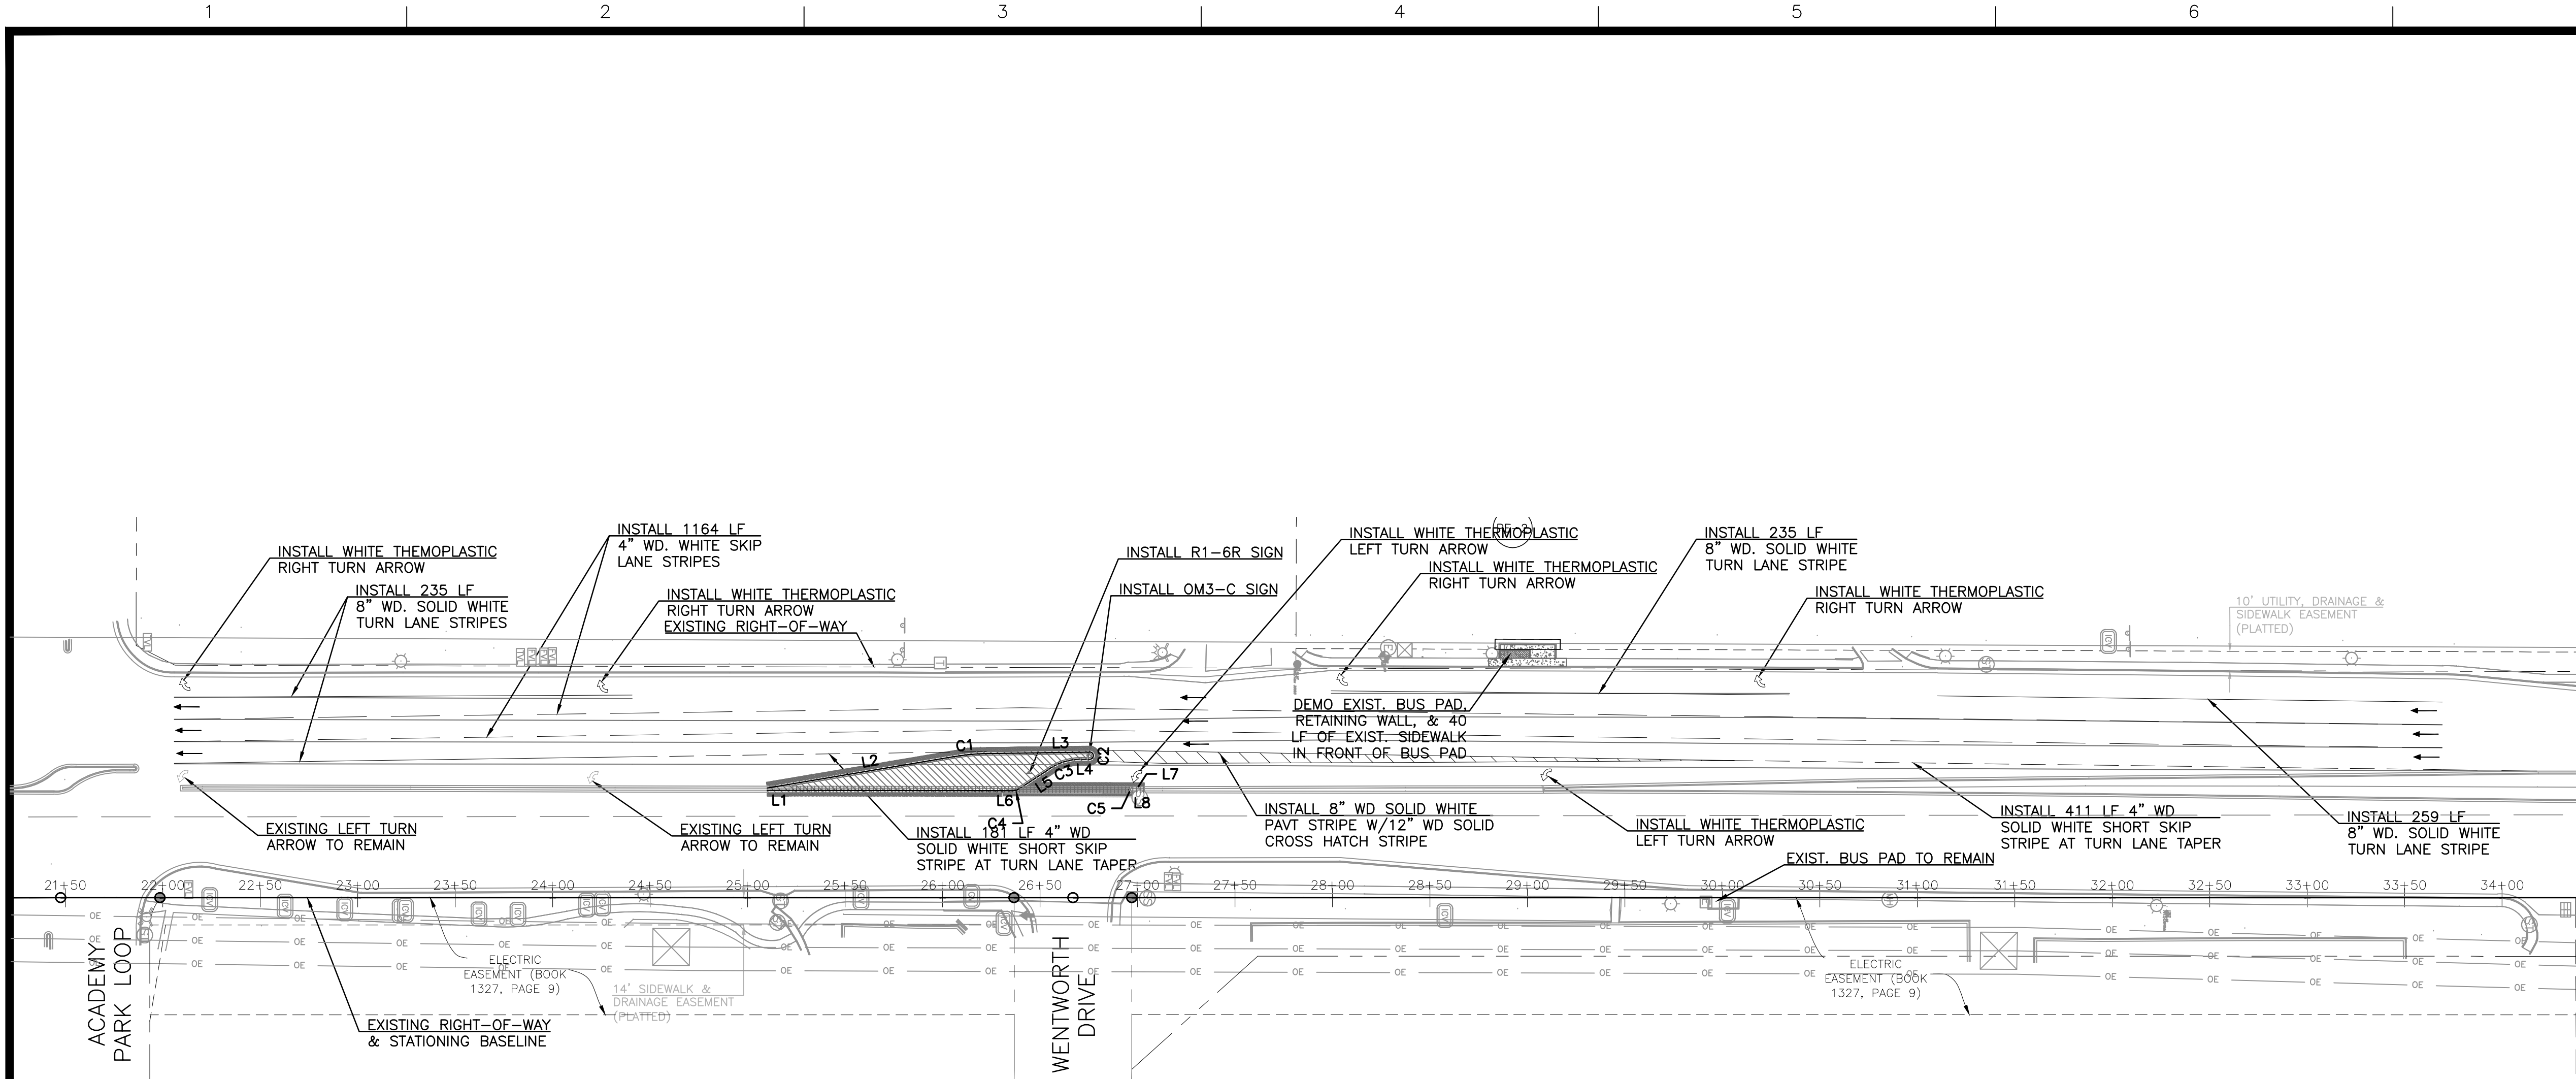 1
2
3
4
5
6
INSTALL WHITE THEMOPLASTIC
RIGHT TURN ARROW
INSTALL 235 LF
8" WD. SOLID WHITE
TURN LANE STRIPES
INSTALL 1164 LF
4" WD. WHITE SKIP
LANE STRIPES
INSTALL WHITE THERMOPLASTIC
RIGHT TURN ARROW
EXISTING RIGHT-OF-WAY
INSTALL R1-6R SIGN
INSTALL OM3-C SIGN
INSTALL WHITE THERMOPLASTIC
LEFT TURN ARROW
INSTALL WHITE THERMOPLASTIC
RIGHT TURN ARROW
INSTALL 235 LF
8" WD. SOLID WHITE
TURN LANE STRIPE
INSTALL WHITE THERMOPLASTIC
RIGHT TURN ARROW
10' UTILITY, DRAINAGE &
SIDEWALK EASEMENT
(PLATTED)
DEMO EXIST. BUS PAD,
RETAINING WALL, & 40
LF OF EXIST. SIDEWALK
IN FRONT OF BUS PAD
C1
L3
C2
L2
C3
L4
L5
L7
L1
L6
L8
C5
C4
EXISTING LEFT TURN
ARROW TO REMAIN
EXISTING LEFT TURN
ARROW TO REMAIN
INSTALL 181 LF 4" WD
SOLID WHITE SHORT SKIP
STRIPE AT TURN LANE TAPER
INSTALL 8" WD SOLID WHITE
PAVT STRIPE W/12" WD SOLID
CROSS HATCH STRIPE
INSTALL WHITE THERMOPLASTIC
LEFT TURN ARROW
INSTALL 411 LF 4" WD
SOLID WHITE SHORT SKIP
STRIPE AT TURN LANE TAPER
INSTALL 259 LF
8" WD. SOLID WHITE
TURN LANE STRIPE
EXIST. BUS PAD TO REMAIN
21+50 22+00 22+50 23+00 23+50 24+00 24+50 25+00 25+50 26+00 26+50 27+00 27+50 28+00 28+50 29+00 29+50 30+00 30+50 31+00 31+50 32+00 32+50 33+00 33+50 34+00
ACADEMY
PARK LOOP
ELECTRIC
EASEMENT (BOOK
1327, PAGE 9)
14' SIDEWALK &
DRAINAGE EASEMENT
(PLATTED)
EXISTING RIGHT-OF-WAY
& STATIONING BASELINE
WENTWORTH
DRIVE
ELECTRIC
EASEMENT (BOOK
1327, PAGE 9)